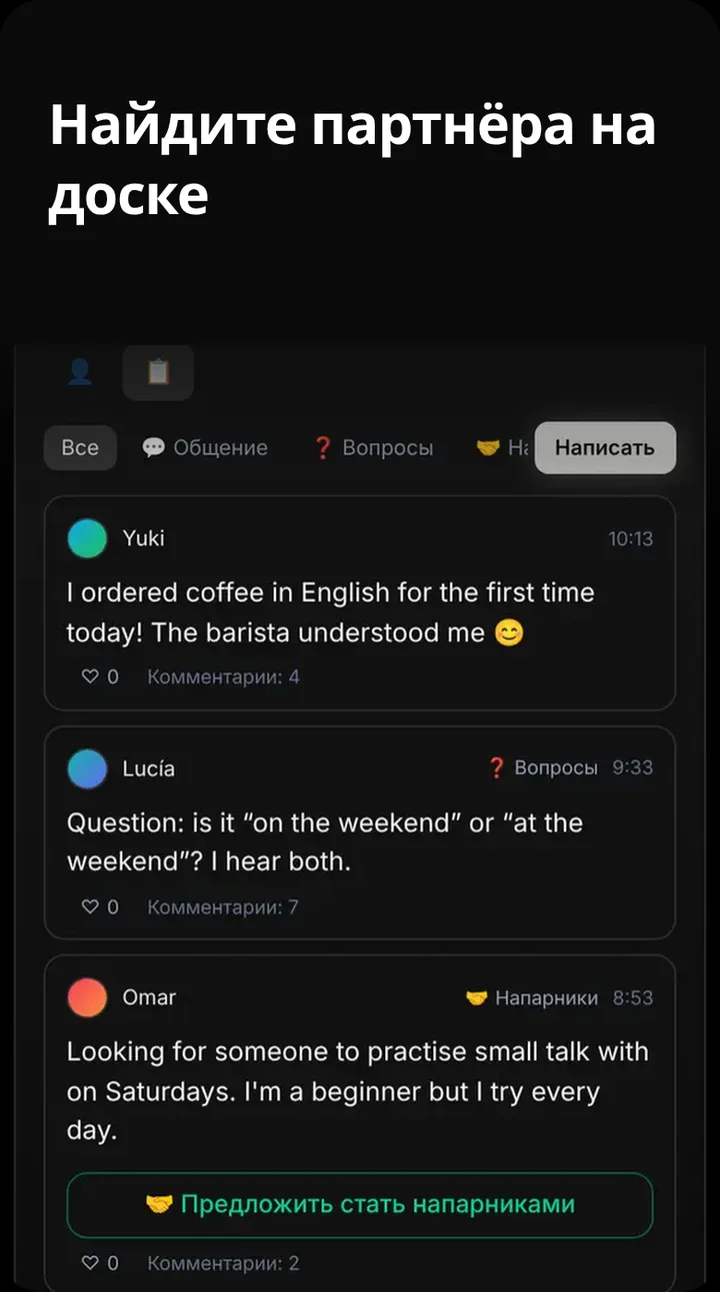 Найдите партнёра на
доске
Все
Общение
Вопросы
Написать
Yuki
10:13
I ordered coffee in English for the first time
today! The barista understood me 😊
♡ 0 Комментарии: 4
Lucía
❓ Вопросы 9:33
Question: is it “on the weekend” or “at the
weekend”? I hear both.
♡ 0 Комментарии: 7
Omar
🤝 Напарники 8:53
Looking for someone to practise small talk with
on Saturdays. I'm a beginner but I try every
day.
🤝 Предложить стать напарниками
♡ 0 Комментарии: 2